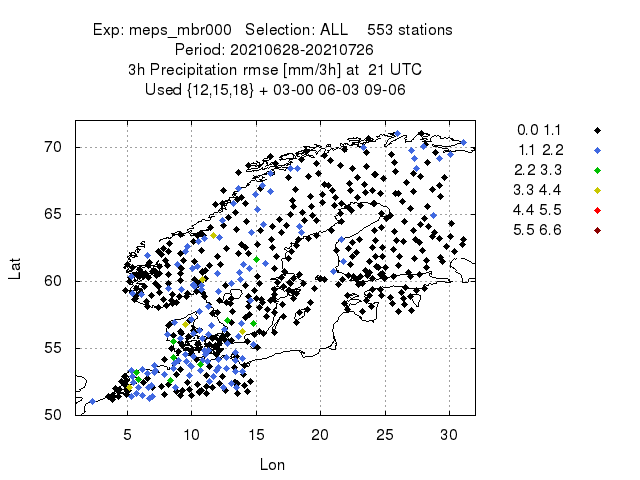 Exp: meps_mbr000   Selection: ALL    553 stations
Period: 20210628-20210726
3h Precipitation rmse [mm/3h] at  21 UTC
Used {12,15,18} + 03-00 06-03 09-06
70
65
60
55
50
Lat
5 10 15 20 25 30
Lon
0.0 1.1
1.1 2.2
2.2 3.3
3.3 4.4
4.4 5.5
5.5 6.6